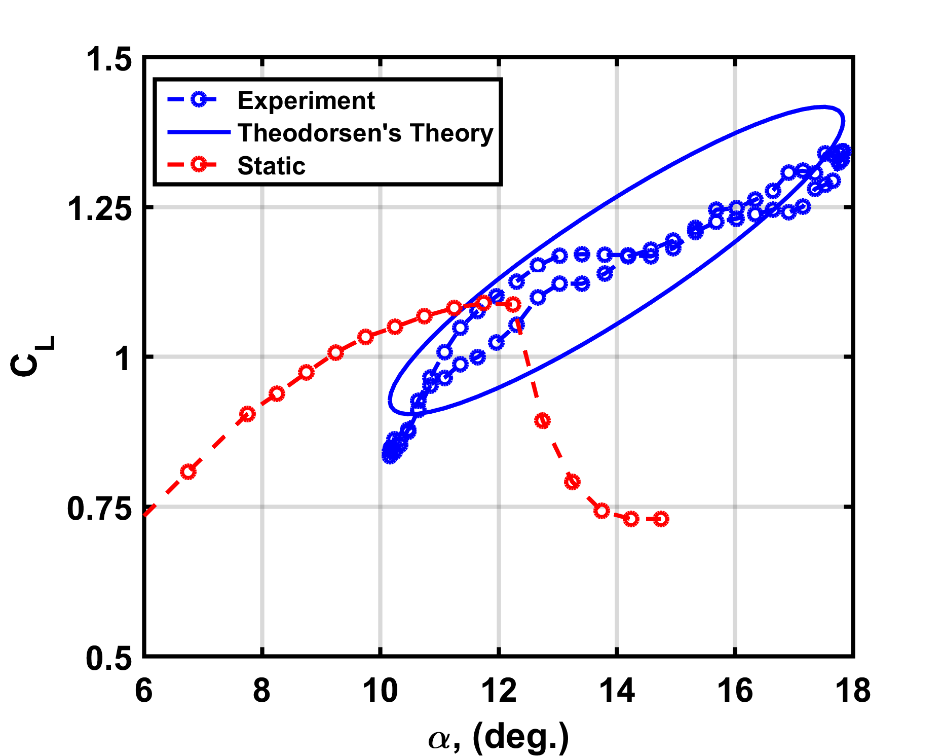 1.5
Experiment
Theodorsen's Theory
Static
1.25
1
C_L
0.75
0.5
6 8 10 12 14 16 18
α, (deg.)